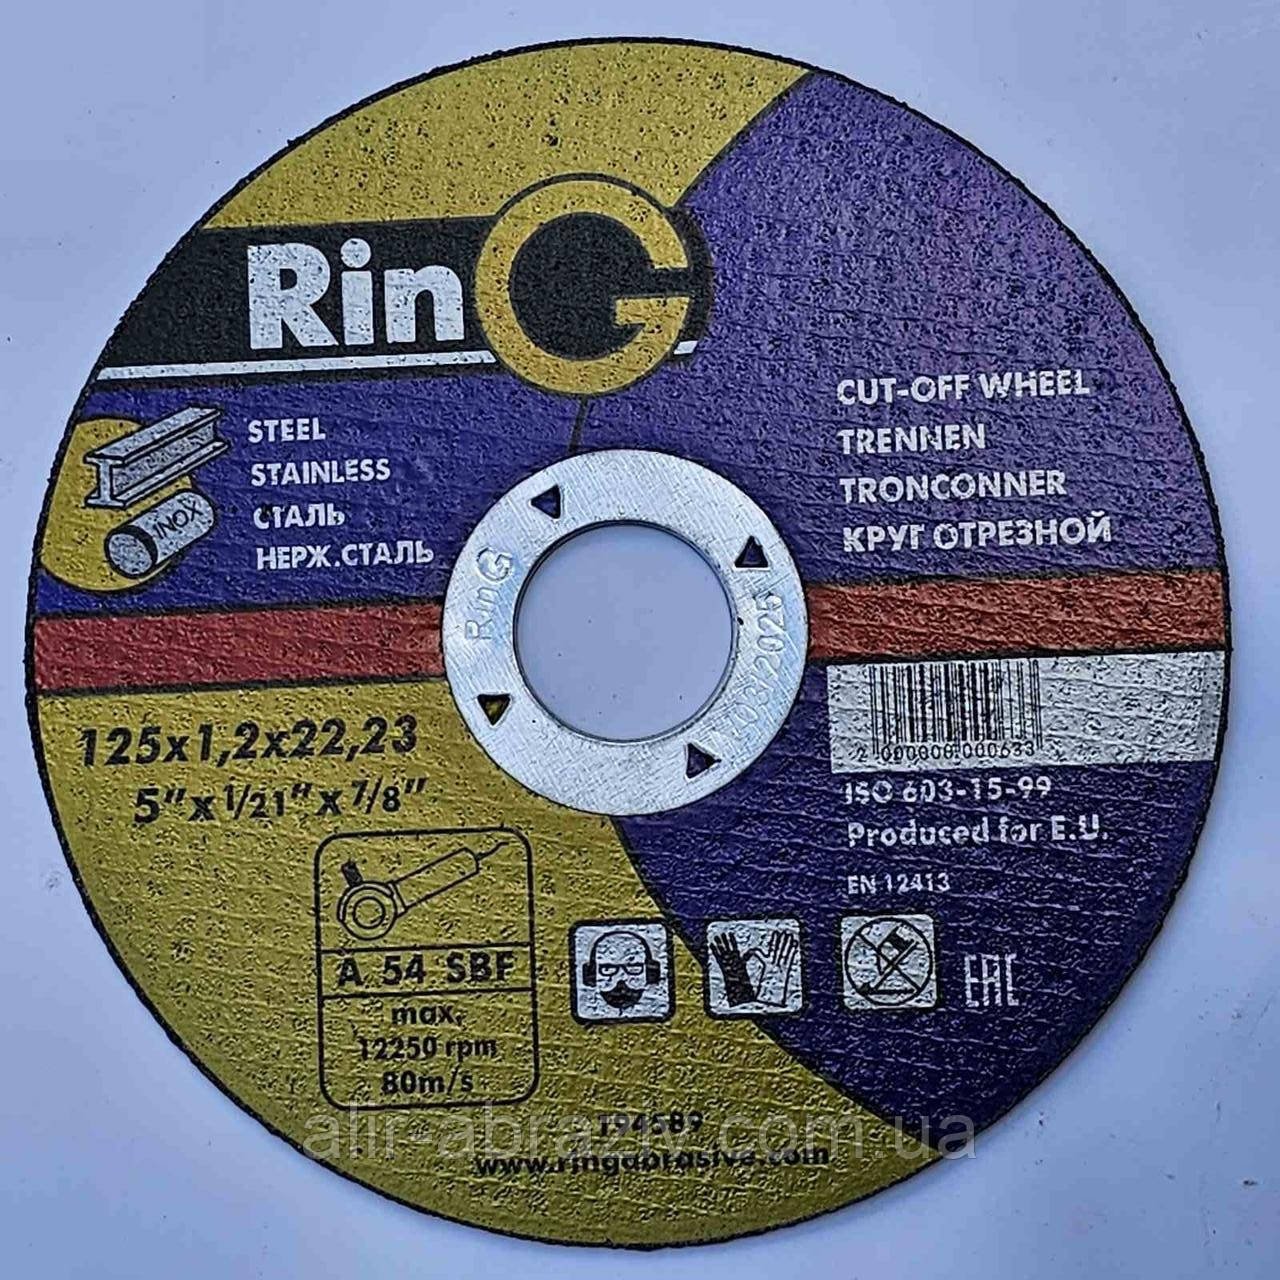 RinG
STEEL
STAINLESS
СТАЛЬ
НЕРЖ.СТАЛЬ
INOX
CUT-OFF WHEEL
TRENNEN
TRONCONNER
КРУГ ОТРЕЗНОЙ
RinG
03/2025
125x1,2x22,23
5"x1/21"x7/8"
2 000000 000633
ISO 603-15-99
Produced for E.U.
EN 12413
A 54 SBF
max.
12250 rpm
80m/s
EAC
194589
www.ringabrasive.com
alir-abraziv.com.ua